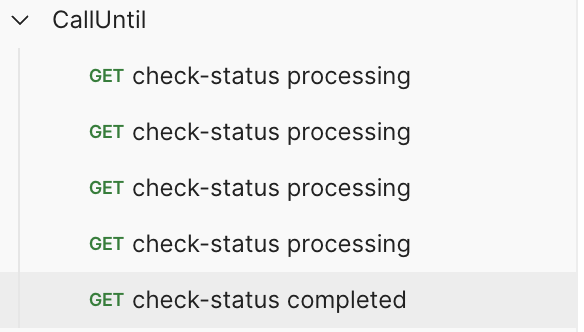 CallUntil
GET check-status processing
GET check-status processing
GET check-status processing
GET check-status processing
GET check-status completed